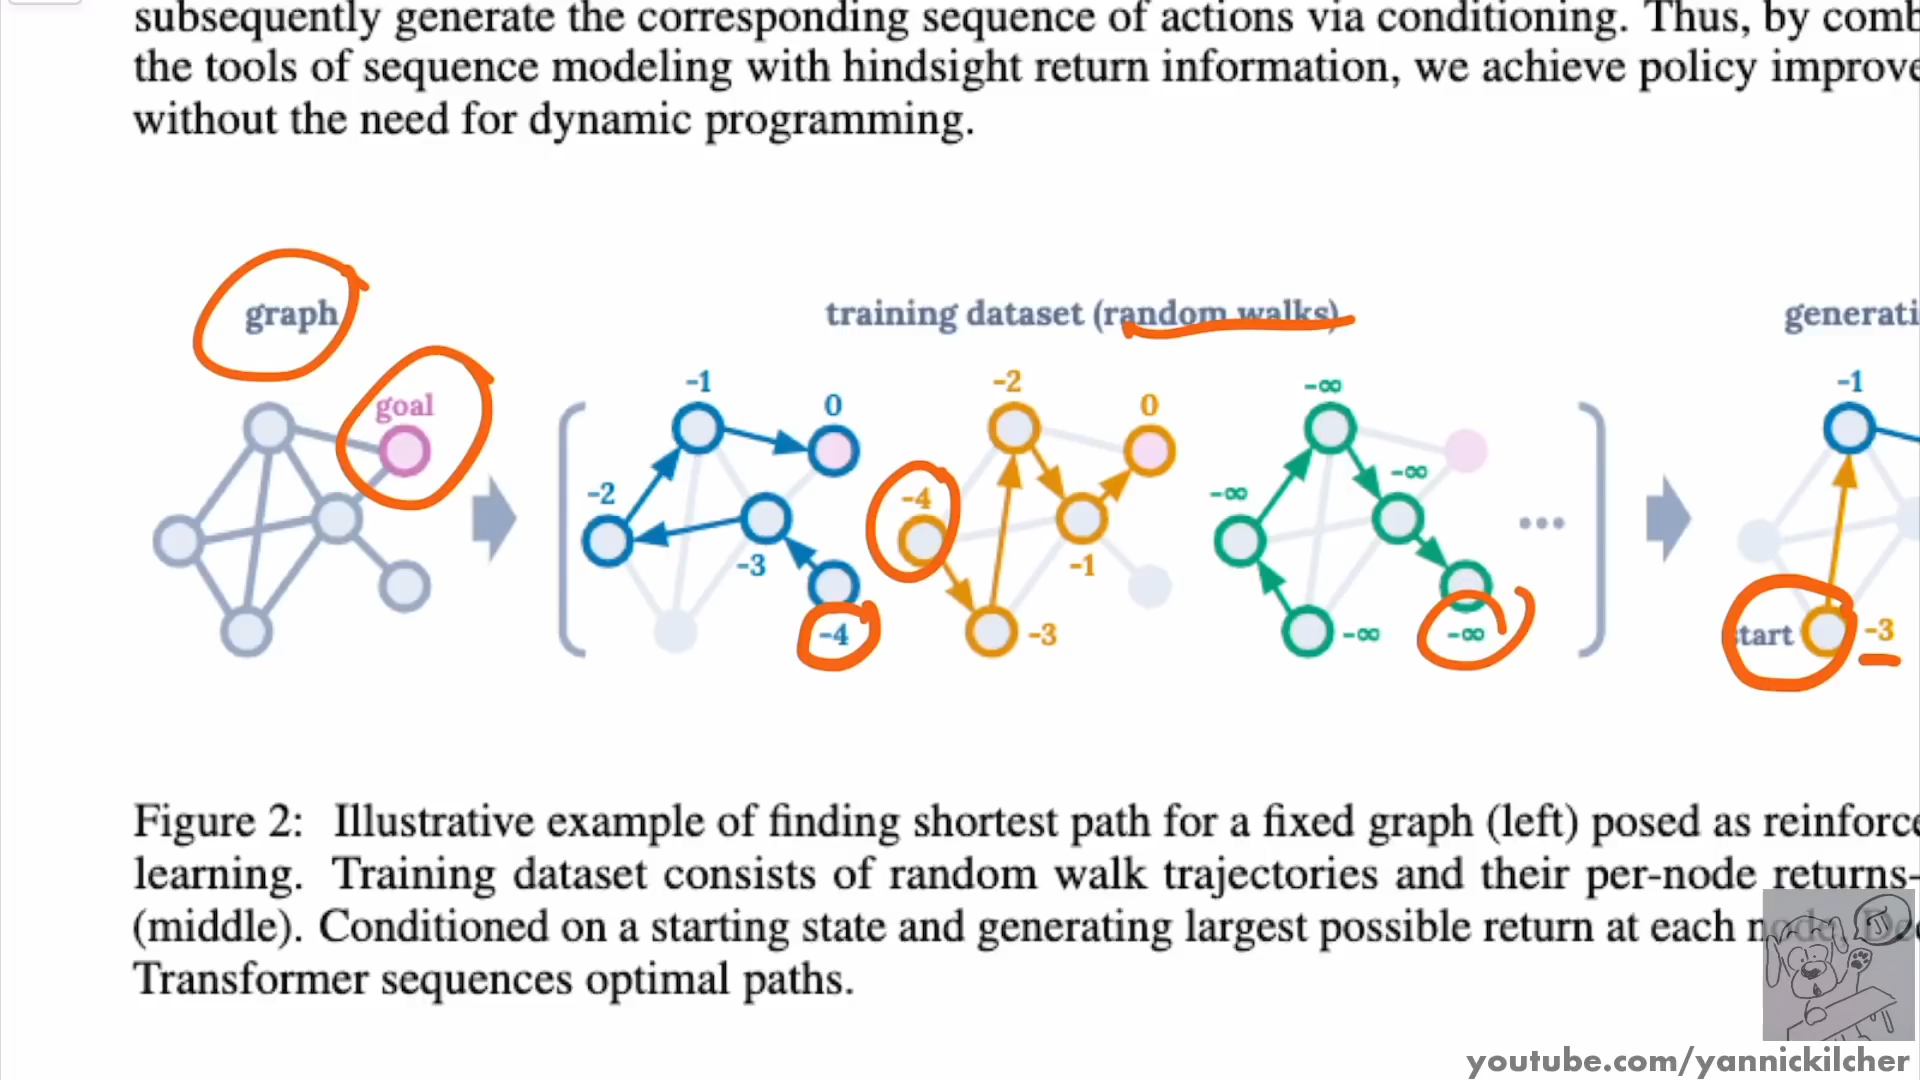 subsequently generate the corresponding sequence of actions via conditioning. Thus, by comb
the tools of sequence modeling with hindsight return information, we achieve policy improve
without the need for dynamic programming.
graph
training dataset (random walks)
generati
goal
-1
0
-2
-3
-4
-2
0
-4
-1
-3
-∞
-∞
-∞
-∞
-∞
...
-1
tart
-3
Figure 2: Illustrative example of finding shortest path for a fixed graph (left) posed as reinforce
learning. Training dataset consists of random walk trajectories and their per-node returns-
(middle). Conditioned on a starting state and generating largest possible return at each node, De
Transformer sequences optimal paths.
π
youtube.com/yannickilcher